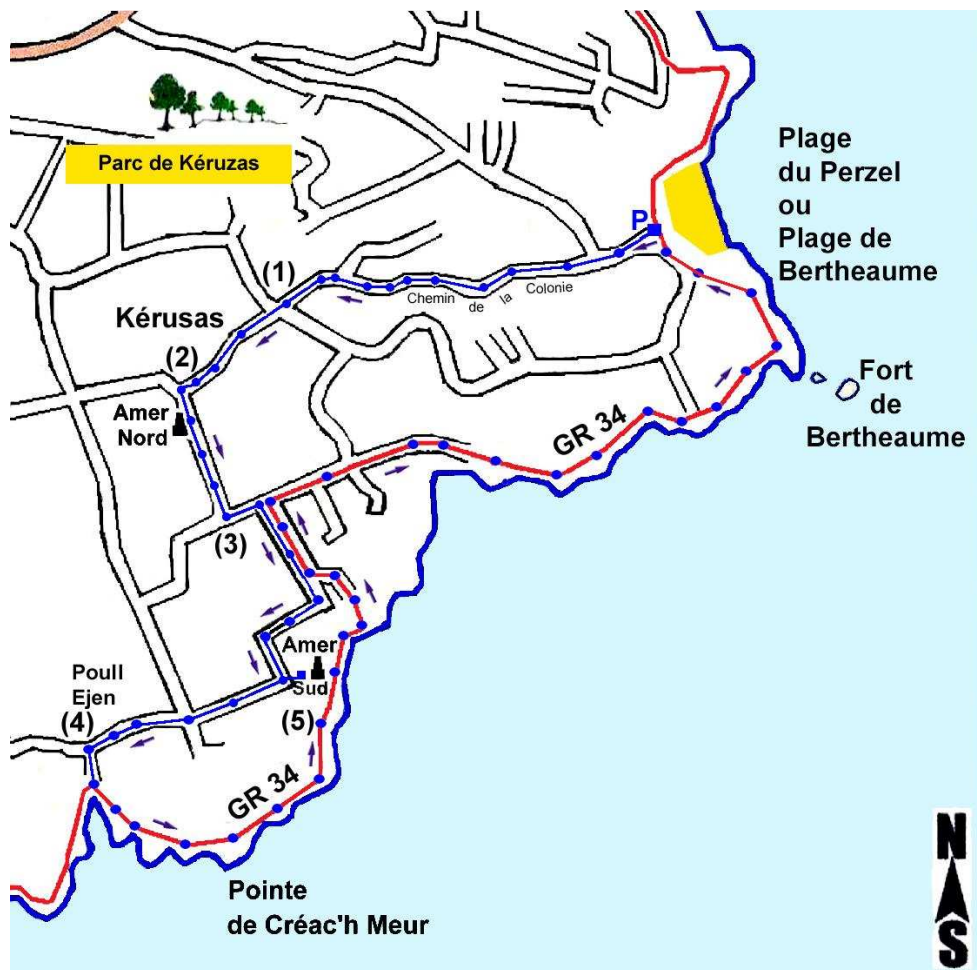 Parc de Kéruzas
Plage
du Perzel
ou
Plage de
Bertheaume
P
(1)
Chemin de la Colonie
Kérusas
(2)
Amer
Nord
Fort
de
Bertheaume
GR 34
(3)
Amer
Sud
Poull
Ejen
(4)
(5)
GR 34
Pointe
de Créac'h Meur
N
S